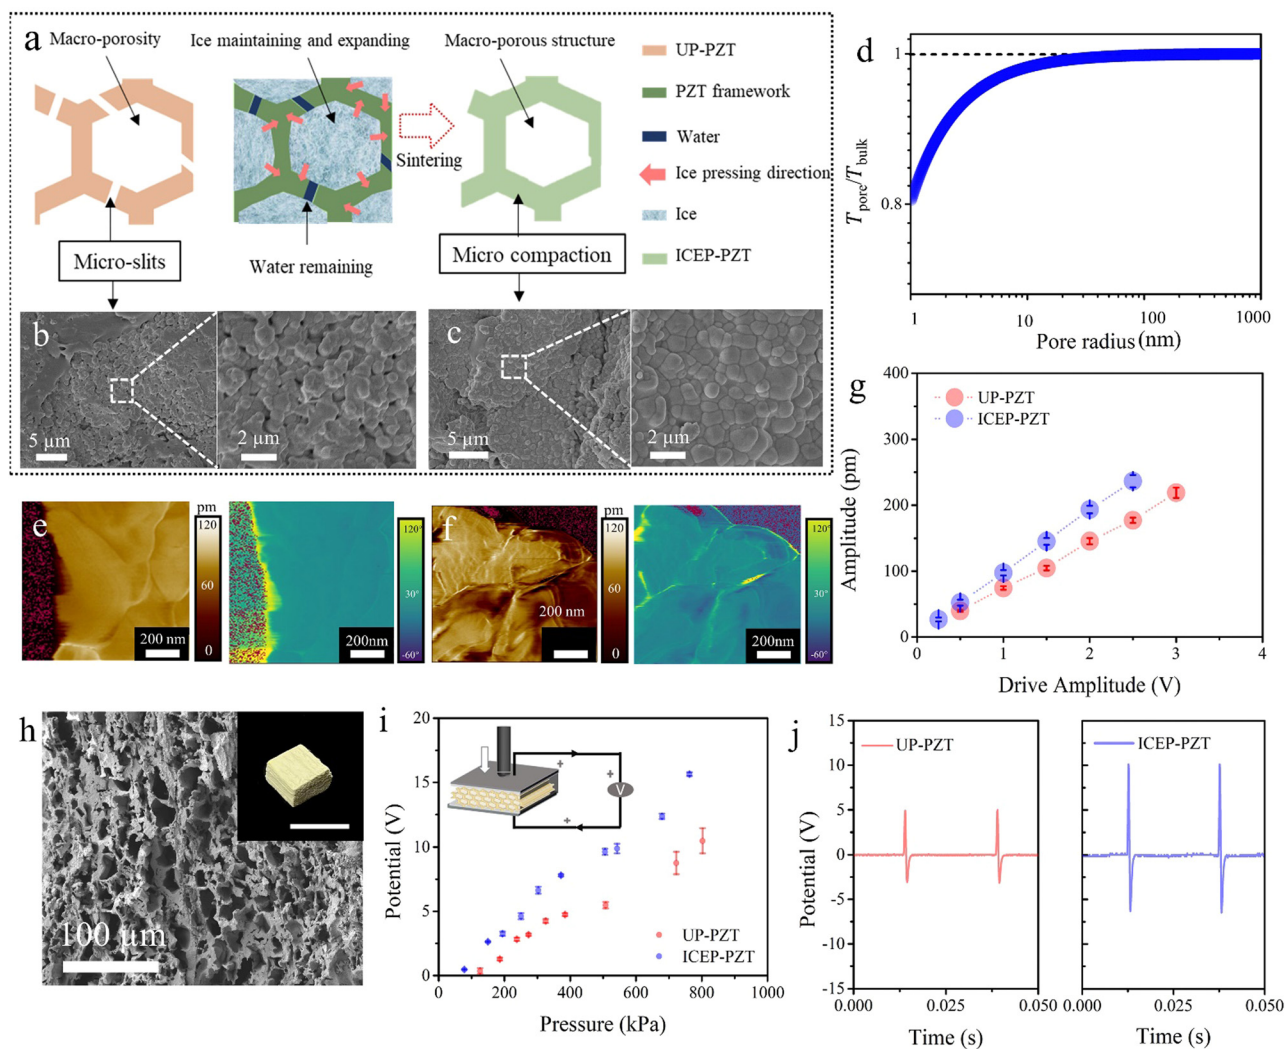 a
Macro-porosity
Ice maintaining and expanding
Macro-porous structure
Sintering
Micro-slits
Water remaining
Micro compaction
UP-PZT
PZT framework
Water
Ice pressing direction
Ice
ICEP-PZT
b
5 μm
2 μm
c
5 μm
2 μm
d
T_pore/T_bulk
1
0.8
1
10
100
1000
Pore radius (nm)
e
200 nm
pm
120
60
0
200nm
120°
30°
-60°
f
200 nm
pm
120
60
0
200nm
120°
30°
-60°
g
UP-PZT
ICEP-PZT
Amplitude (pm)
400
300
200
100
0
0
1
2
3
4
Drive Amplitude (V)
h
100 μm
i
Potential (V)
20
15
10
5
0
+
+
+
V
UP-PZT
ICEP-PZT
0
200
400
600
800
1000
Pressure (kPa)
j
Potential (V)
15
10
5
0
-5
-10
-15
UP-PZT
0.000
0.025
0.050
Time (s)
ICEP-PZT
0.000
0.025
0.050
Time (s)